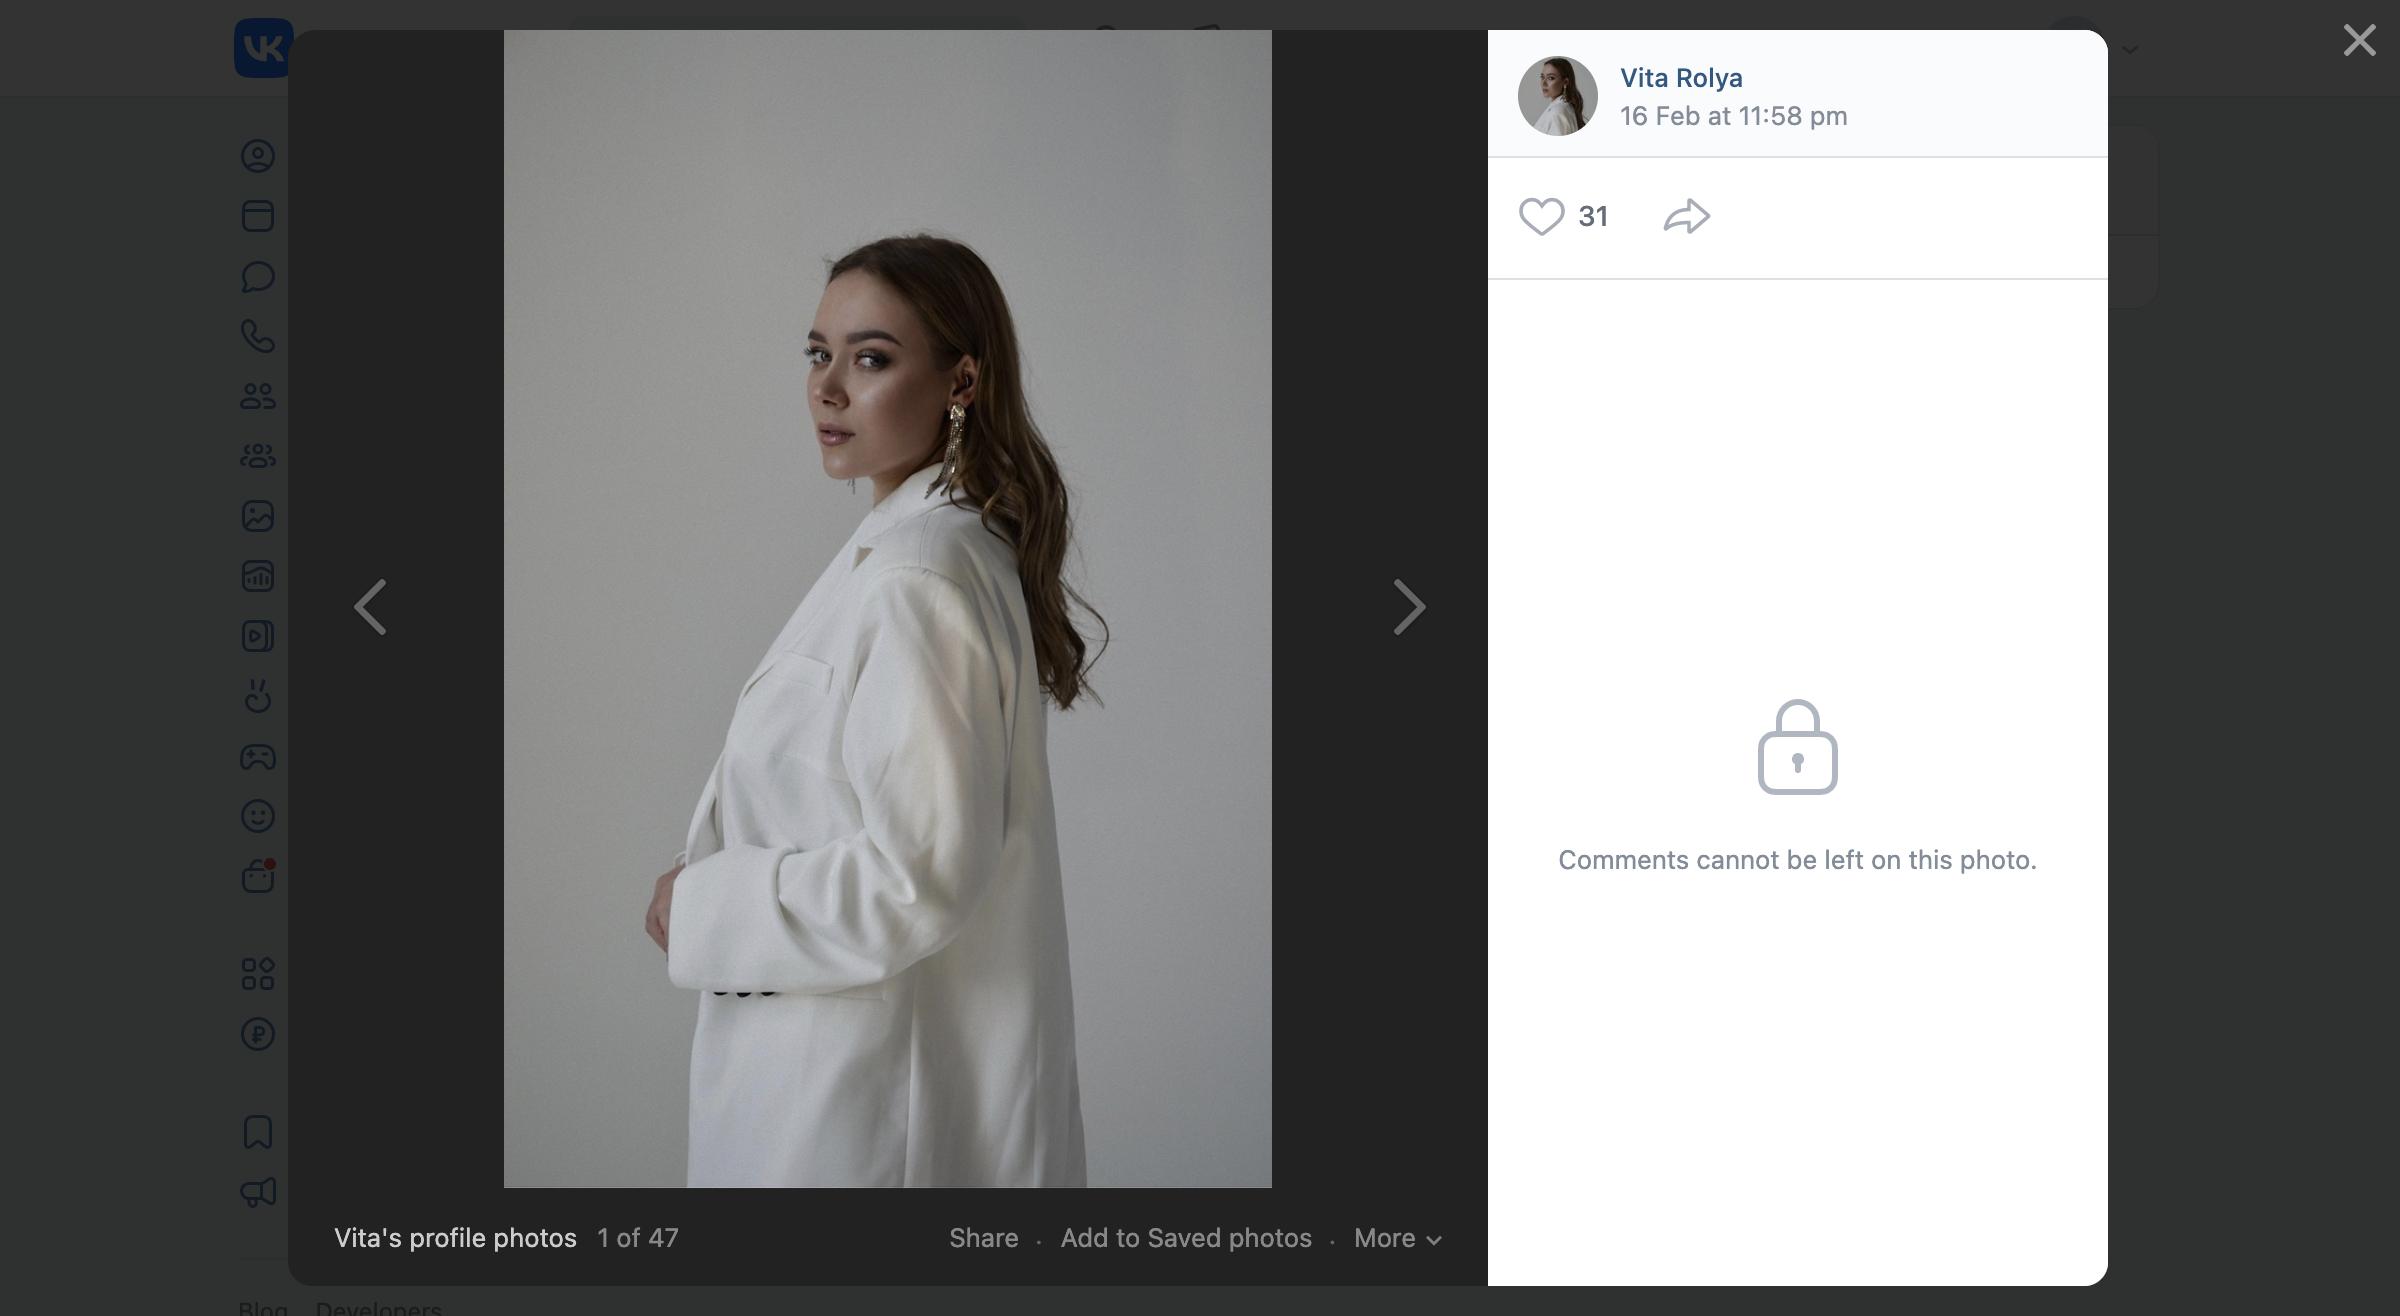 VK
Vita Rolya
16 Feb at 11:58 pm
31
Comments cannot be left on this photo.
Vita's profile photos 1 of 47
Share · Add to Saved photos · More
Blog Developers